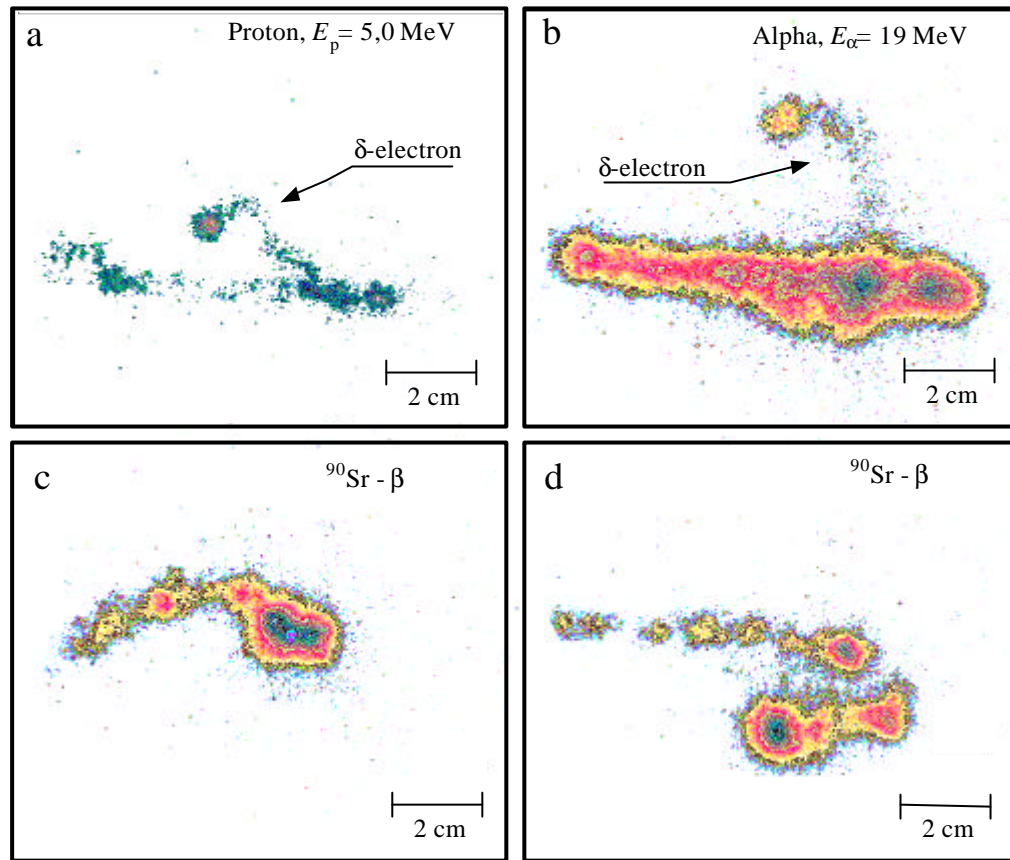 a
Proton, Eₚ= 5,0 MeV
δ-electron
2 cm
b
Alpha, Eα= 19 MeV
δ-electron
2 cm
c
⁹⁰Sr - β
2 cm
d
⁹⁰Sr - β
2 cm